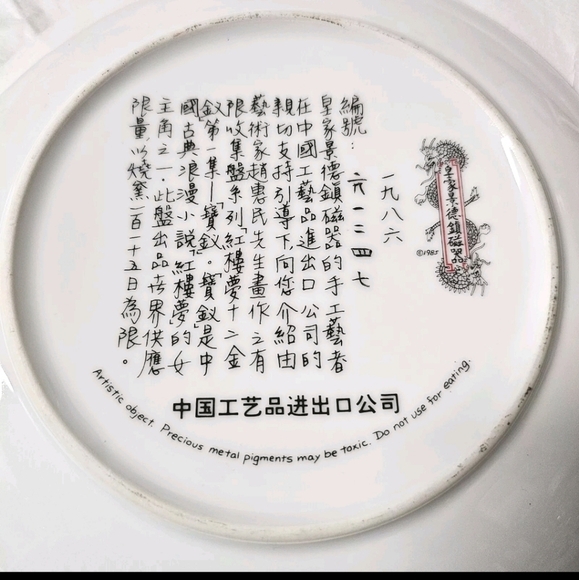 皇家景德鎮磁器
©1985
一九八六
編號： 六一二四七
皇家景德鎮磁器的手工藝者
在中國工藝品進出口公司的
親切支持引導下,向您介紹由
藝術家趙惠民先生畫作之有
限收集盤系列「紅樓夢十二金
釵」第一集—「寶釵」。「寶釵」是中
國古典浪漫小說「紅樓夢」的女
主角之一,此盤出品世界供應
限量以燒窯一百一十五日為限。
中国工艺品进出口公司
Artistic object. Precious metal pigments may be toxic. Do not use for eating.